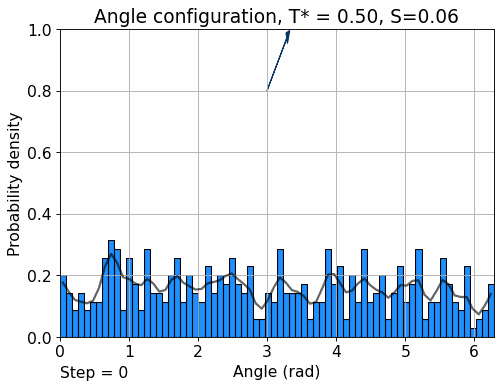 Angle configuration, T* = 0.50, S=0.06
1.0
0.8
0.6
0.4
0.2
0.0
Probability density
0 1 2 3 4 5 6
Angle (rad)
Step = 0